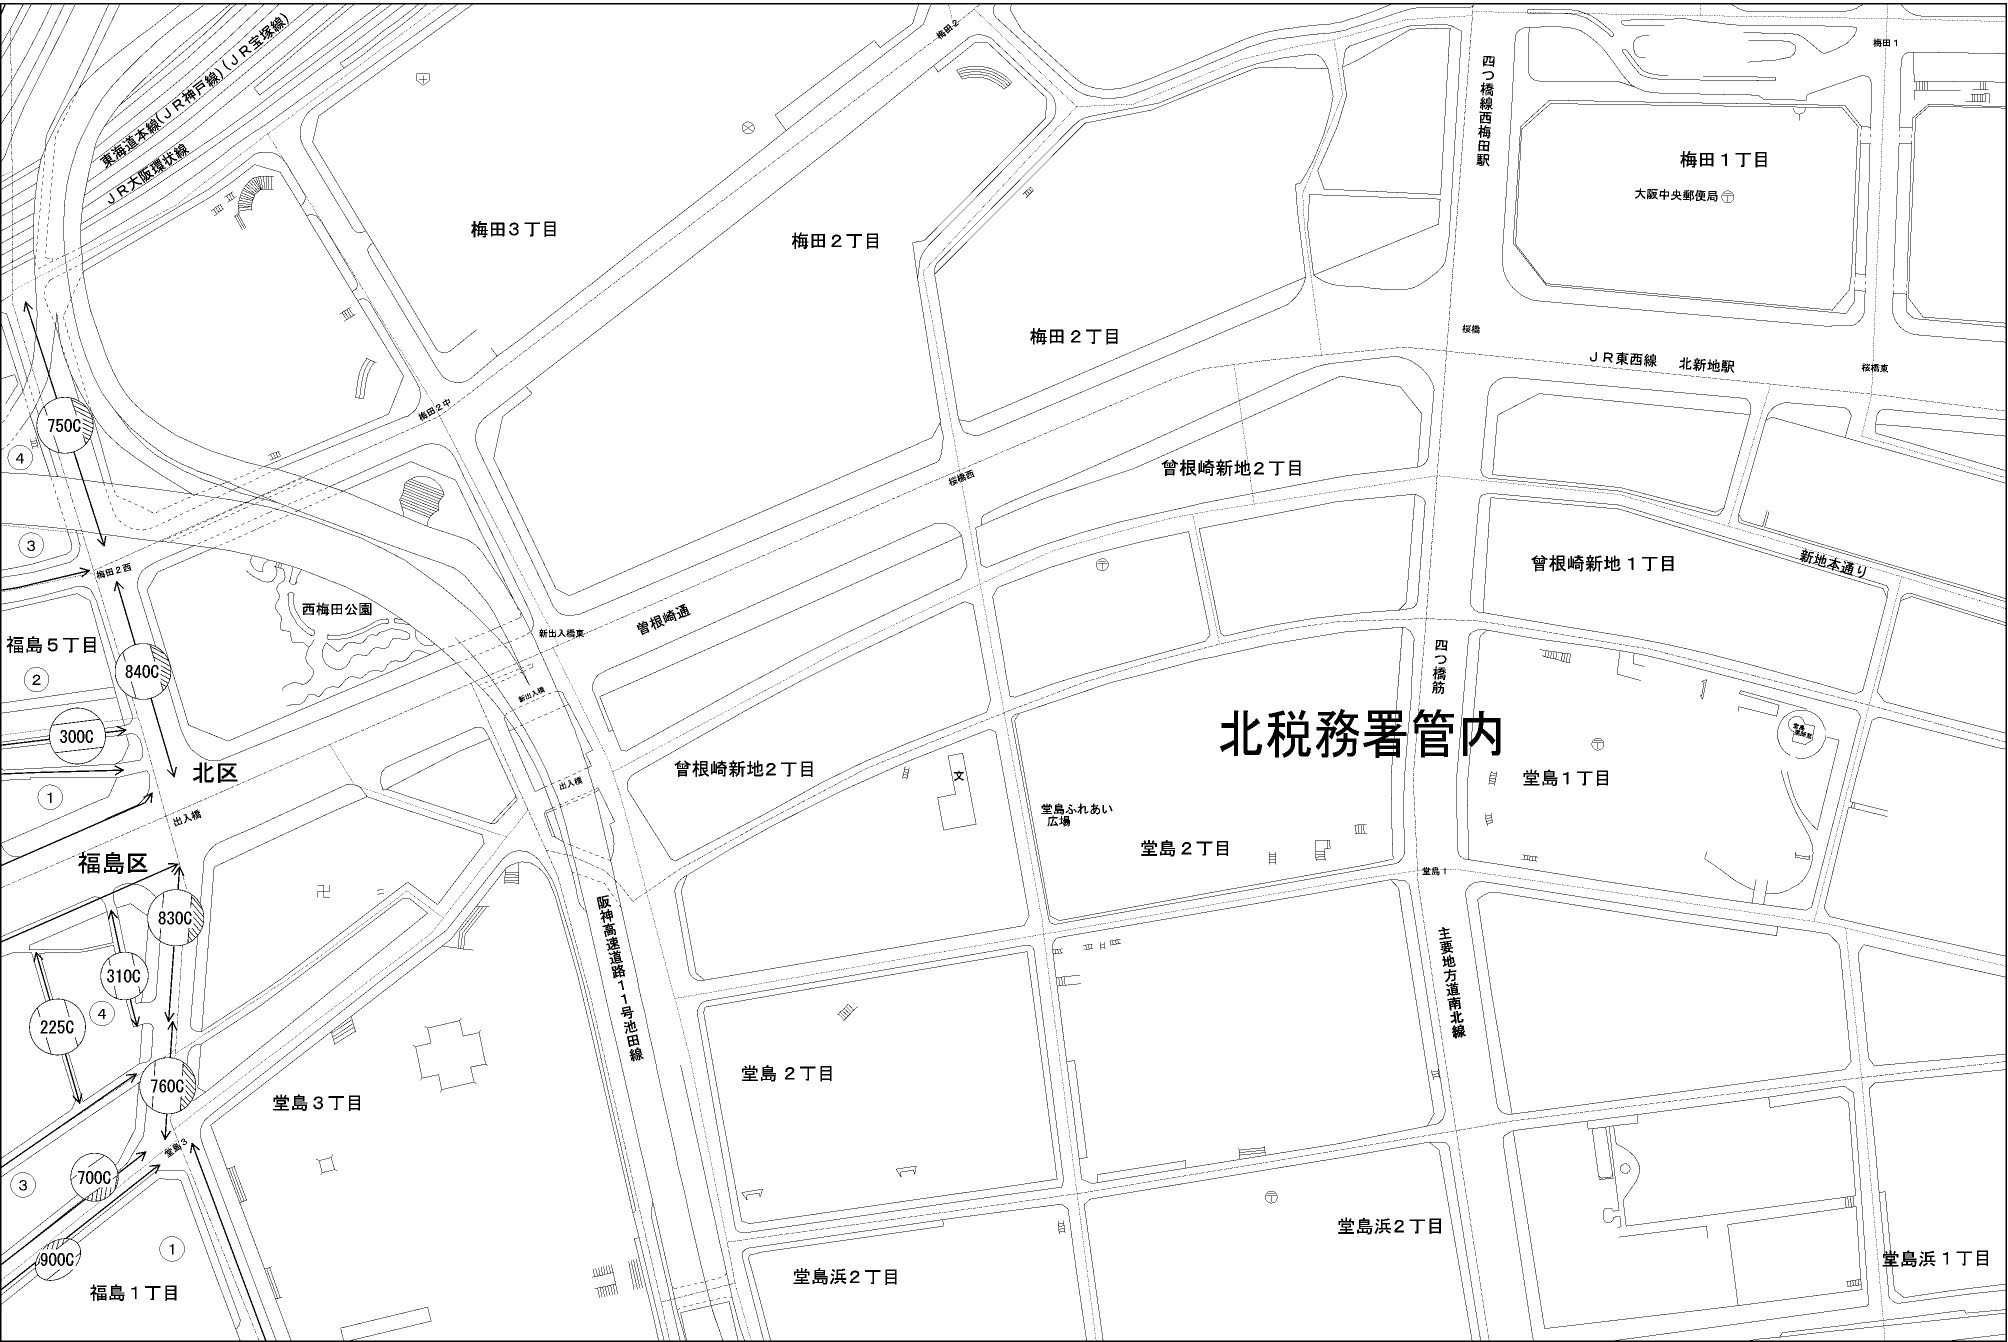 梅田２
梅田１
東海道本線(ＪＲ神戸線)(ＪＲ宝塚線)
ＪＲ大阪環状線
四つ橋線西梅田駅
梅田１丁目
大阪中央郵便局
梅田３丁目
梅田２丁目
梅田２丁目
桜橋
ＪＲ東西線　北新地駅
桜橋東
梅田２中
750C
4
曾根崎新地２丁目
桜橋西
3
梅田２西
曾根崎新地１丁目
新地本通り
西梅田公園
曽根崎通
新出入橋東
福島５丁目
2
840C
四つ橋筋
新出入橋
300C
北税務署管内
北区
曾根崎新地２丁目
文
堂島１丁目
1
出入橋
出入橋
堂島ふれあい
広場
堂島２丁目
福島区
堂島１
830C
阪神高速道路１１号池田線
主要地方道南北線
310C
4
225C
760C
堂島２丁目
堂島３丁目
堂島３
700C
3
堂島浜２丁目
900C
1
堂島浜２丁目
堂島浜１丁目
福島１丁目